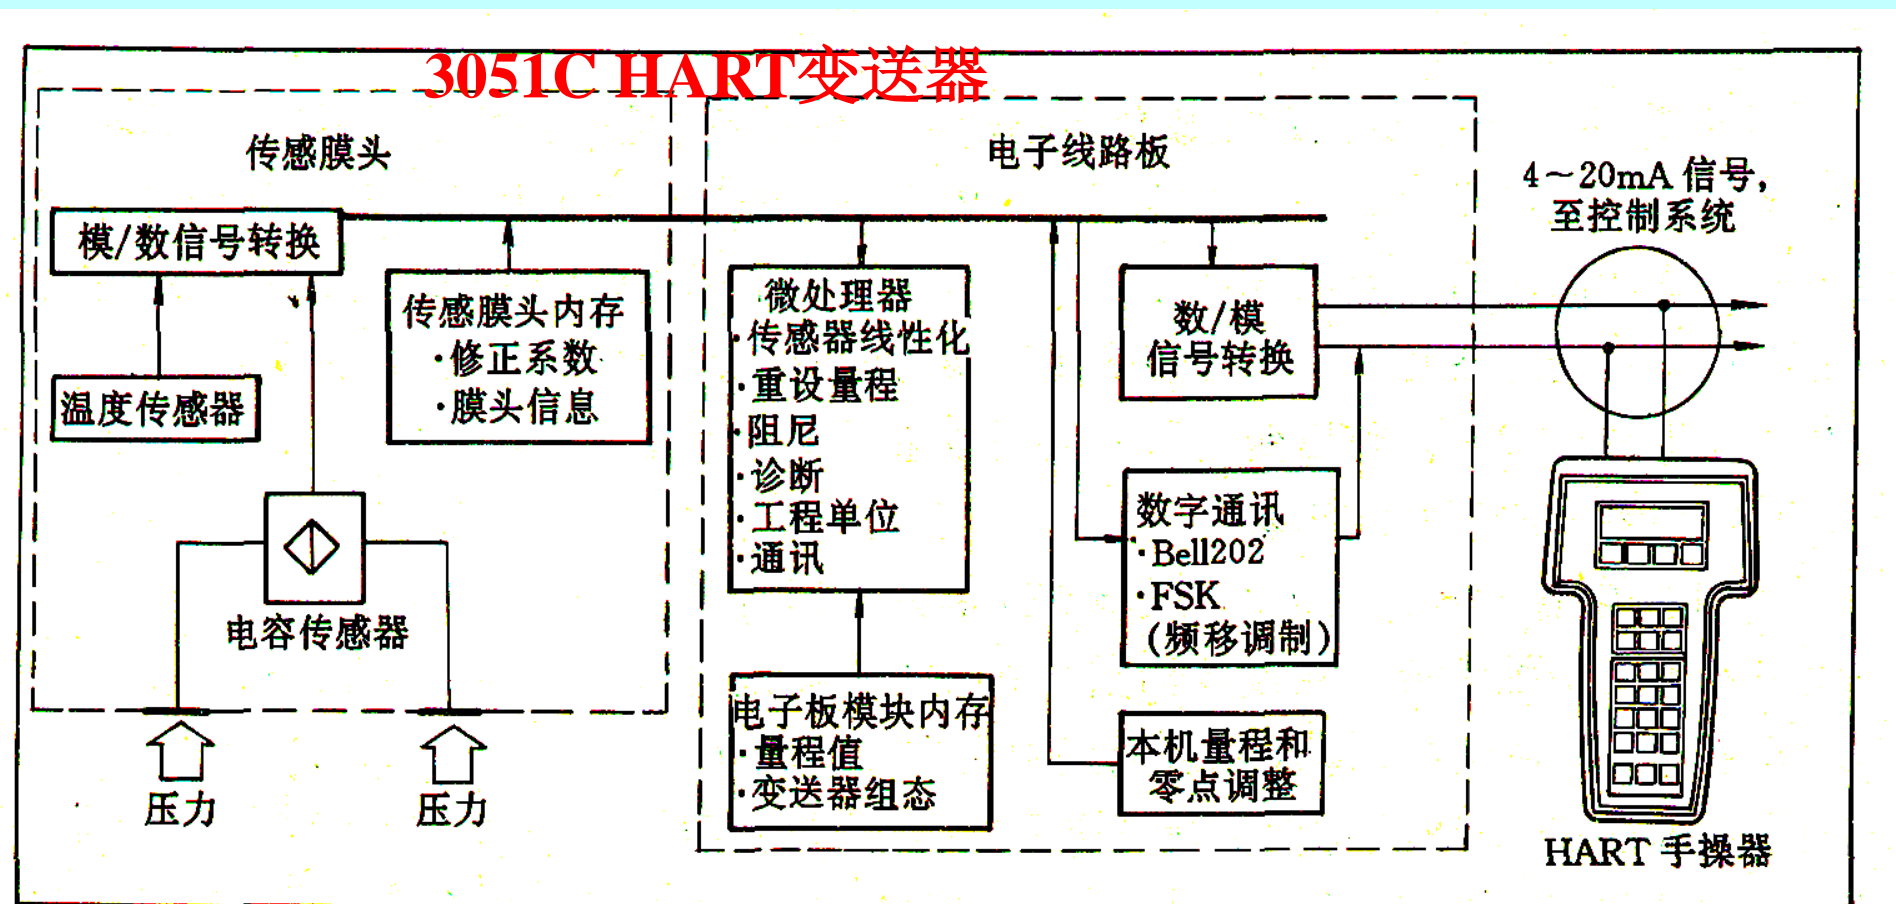 3051C HART变送器
传感膜头
模/数信号转换
传感膜头内存
·修正系数
·膜头信息
温度传感器
电容传感器
压力
压力
电子线路板
微处理器
·传感器线性化
·重设量程
·阻尼
·诊断
·工程单位
·通讯
电子板模块内存
·量程值
·变送器组态
数/模
信号转换
数字通讯
·Bell202
·FSK
(频移调制)
本机量程和
零点调整
4~20mA 信号,
至控制系统
HART 手操器